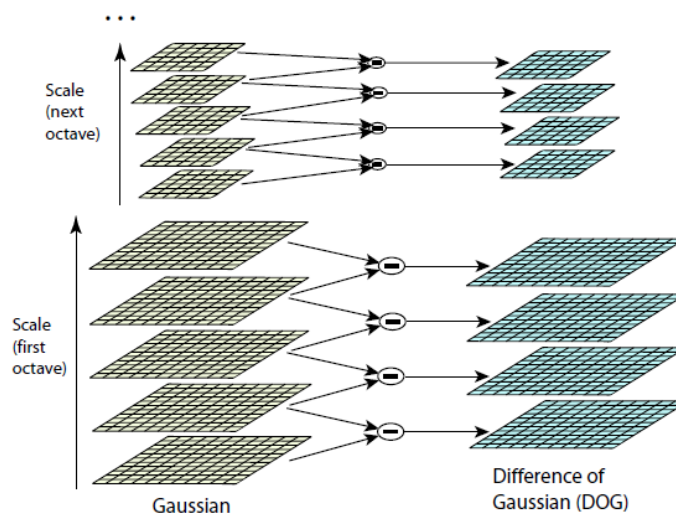 ...
Scale
(next
octave)
Scale
(first
octave)
Gaussian
Difference of
Gaussian (DOG)